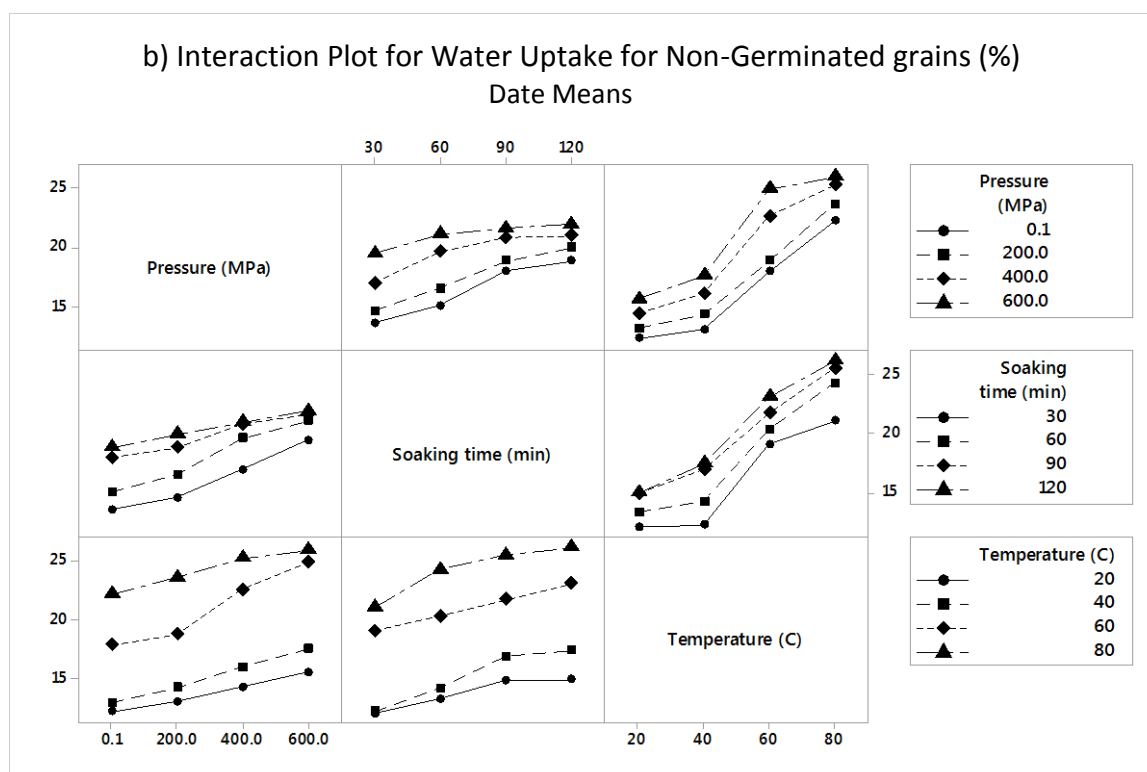 b) Interaction Plot for Water Uptake for Non-Germinated grains (%)
Date Means
30 60 90 120
25
20
15
Pressure (MPa)
Pressure
(MPa)
0.1
200.0
400.0
600.0
Soaking time (min)
25
20
15
Soaking
time (min)
30
60
90
120
25
20
15
Temperature (C)
Temperature (C)
20
40
60
80
0.1 200.0 400.0 600.0
20 40 60 80